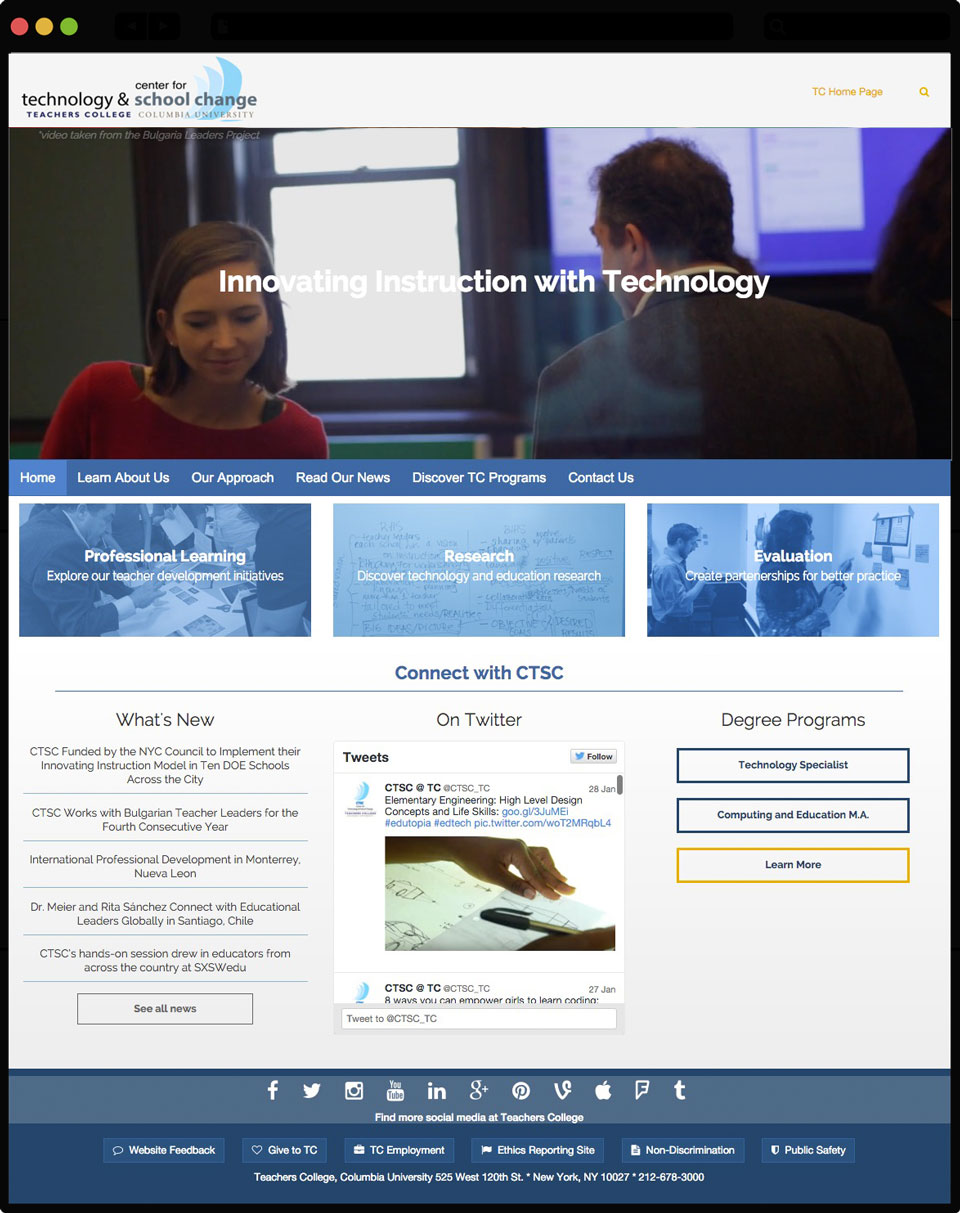 center for
technology & school change
TEACHERS COLLEGE COLUMBIA UNIVERSITY
TC Home Page
*video taken from the Bulgaria Leaders Project
Innovating Instruction with Technology
Home Learn About Us Our Approach Read Our News Discover TC Programs Contact Us
Professional Learning
Explore our teacher development initiatives
Research
Discover technology and education research
Evaluation
Create partenerships for better practice
Connect with CTSC
What's New
CTSC Funded by the NYC Council to Implement their
Innovating Instruction Model in Ten DOE Schools
Across the City
CTSC Works with Bulgarian Teacher Leaders for the
Fourth Consecutive Year
International Professional Development in Monterrey,
Nueva Leon
Dr. Meier and Rita Sánchez Connect with Educational
Leaders Globally in Santiago, Chile
CTSC's hands-on session drew in educators from
across the country at SXSWedu
See all news
On Twitter
Tweets
Follow
CTSC @ TC @CTSC_TC 28 Jan
Elementary Engineering: High Level Design
Concepts and Life Skills: goo.gl/3JuMEi
#edutopia #edtech pic.twitter.com/woT2MRqbL4
CTSC @ TC @CTSC_TC 27 Jan
8 ways you can empower girls to learn coding:
Tweet to @CTSC_TC
Degree Programs
Technology Specialist
Computing and Education M.A.
Learn More
You
Tube
Find more social media at Teachers College
Website Feedback Give to TC TC Employment Ethics Reporting Site Non-Discrimination Public Safety
Teachers College, Columbia University 525 West 120th St. * New York, NY 10027 * 212-678-3000